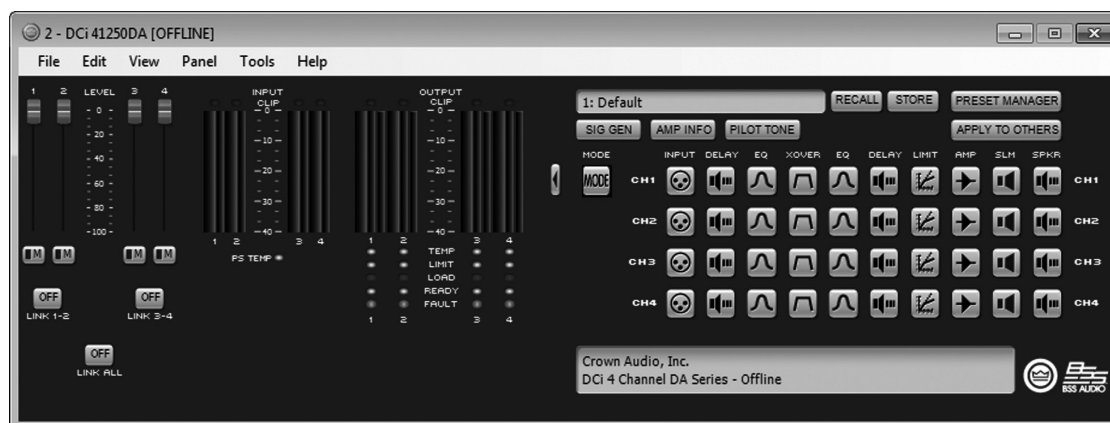 2 - DCi 41250DA [OFFLINE]
File Edit View Panel Tools Help
1 2 LEVEL 3 4
- 0 -
- 20 -
- 40 -
- 60 -
- 80 -
-100-
M M M M
OFF OFF
LINK 1-2 LINK 3-4
OFF
LINK ALL
INPUT
CLIP
-0-
-10-
-20-
-30-
-40-
1 2 3 4
PS TEMP
OUTPUT
CLIP
-0-
-10-
-20-
-30-
-40-
1 2 3 4
TEMP
LIMIT
LOAD
READY
FAULT
1 2 3 4
1: Default RECALL STORE PRESET MANAGER
SIG GEN AMP INFO PILOT TONE APPLY TO OTHERS
MODE INPUT DELAY EQ XOVER EQ DELAY LIMIT AMP SLM SPKR
MODE CH1 CH1
CH2 CH2
CH3 CH3
CH4 CH4
Crown Audio, Inc.
DCi 4 Channel DA Series - Offline
BSS
BSS AUDIO